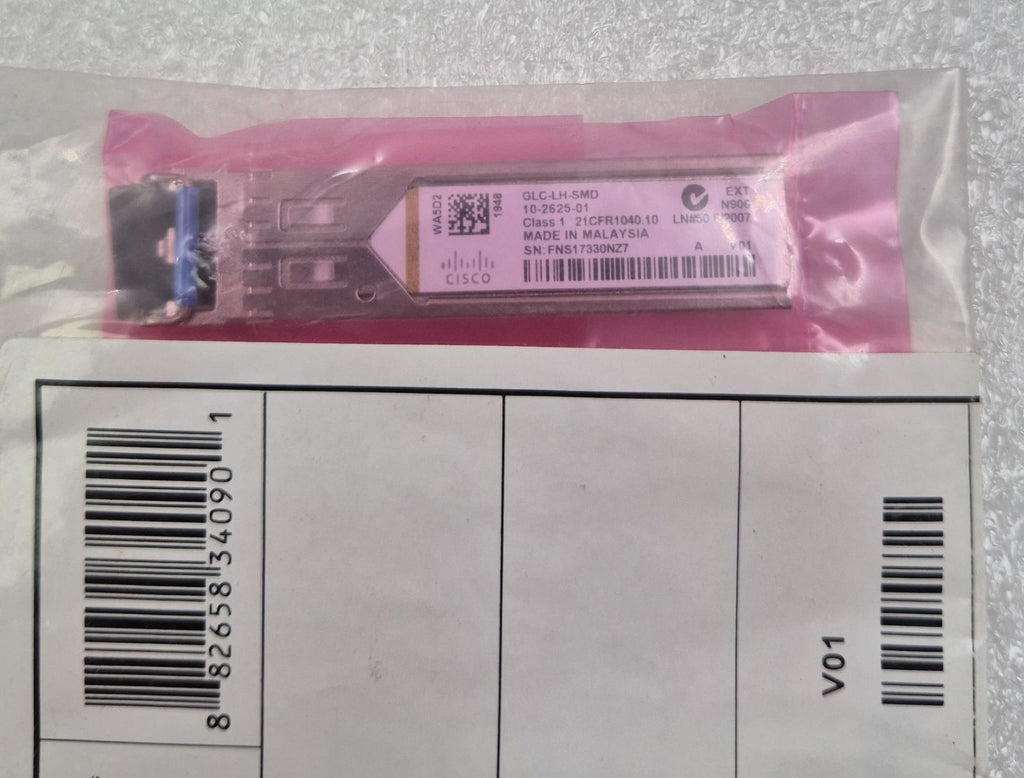 WA5D2
1948
CISCO
GLC-LH-SMD
10-2625-01
Class 1 21CFR1040.10
MADE IN MALAYSIA
SN: FNS17330NZ7
EXT
LN#50
A V01
8 82658 34090 1
V01